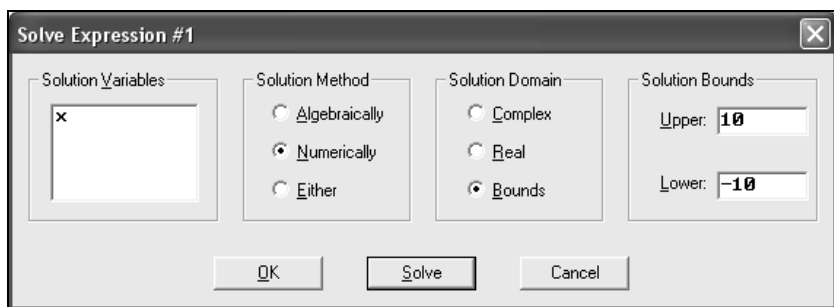 Solve Expression #1
Solution Variables
x
Solution Method
Algebraically
Numerically
Either
Solution Domain
Complex
Real
Bounds
Solution Bounds
Upper: 10
Lower: -10
OK
Solve
Cancel